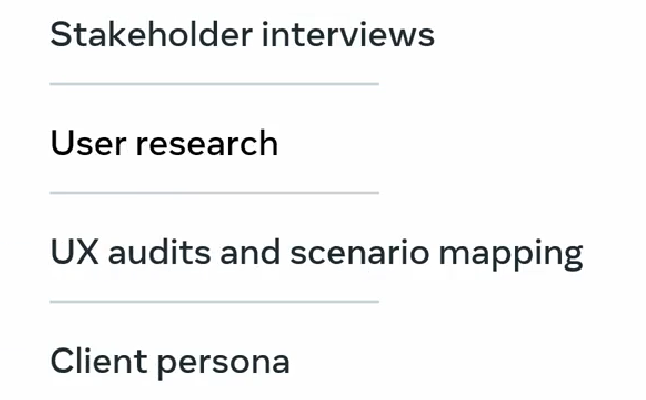 Stakeholder interviews
User research
UX audits and scenario mapping
Client persona